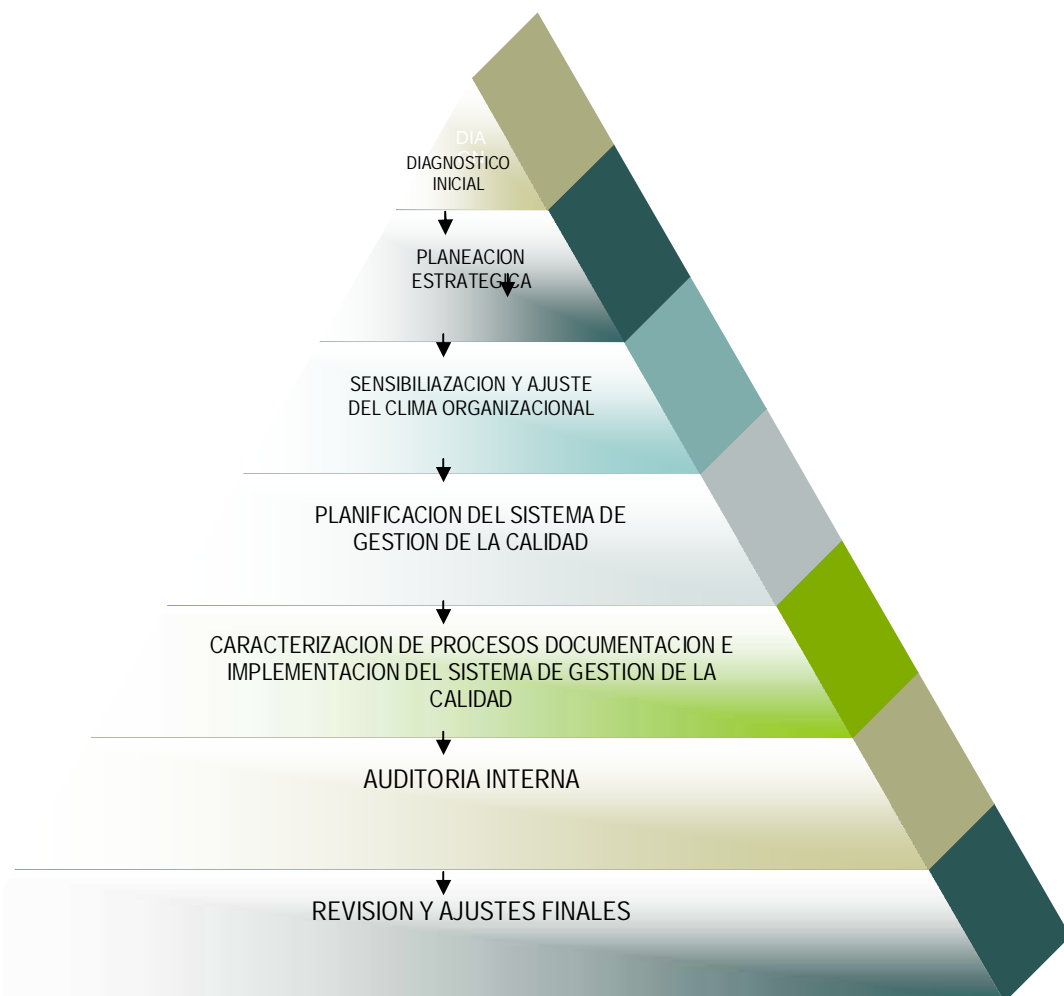 DIA
DIAGNOSTICO
INICIAL
PLANEACION
ESTRATEGICA
SENSIBILIAZACION Y AJUSTE
DEL CLIMA ORGANIZACIONAL
PLANIFICACION DEL SISTEMA DE
GESTION DE LA CALIDAD
CARACTERIZACION DE PROCESOS DOCUMENTACION E
IMPLEMENTACION DEL SISTEMA DE GESTION DE LA
CALIDAD
AUDITORIA INTERNA
REVISION Y AJUSTES FINALES